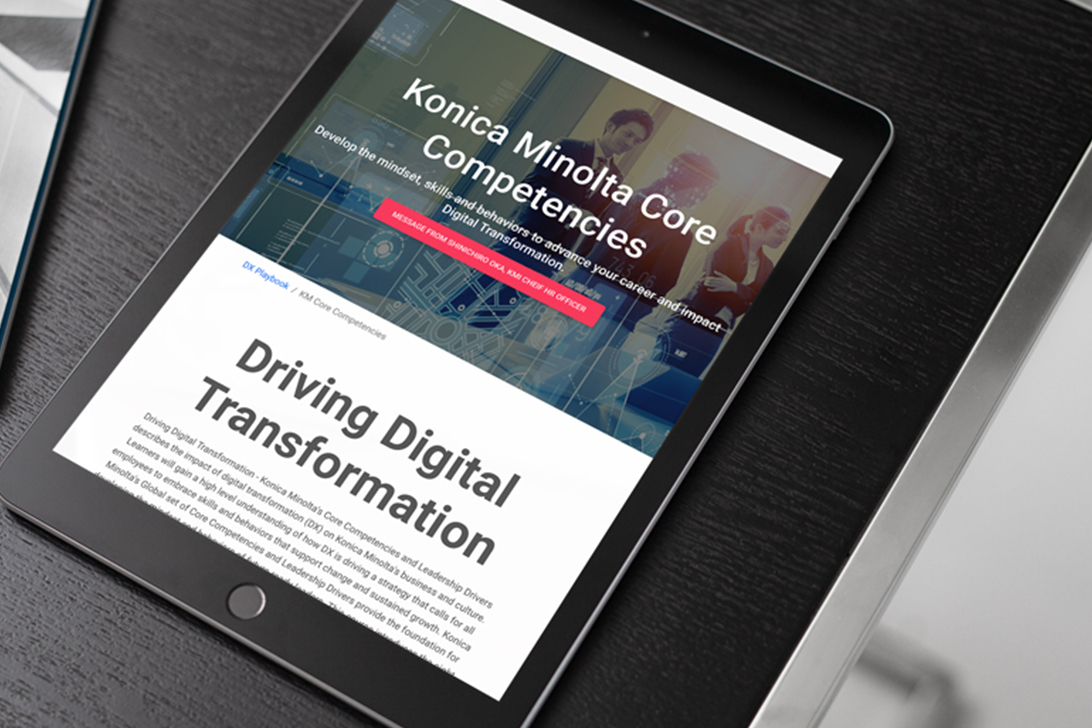 Konica Minolta Core
Competencies
Develop the mindset, skills and behaviors to advance your career and impact
Digital Transformation.
MESSAGE FROM SHINICHIRO OKA, KMI CHEIF HR OFFICER
DX Playbook / KM Core Competencies
Driving Digital
Transformation
Driving Digital Transformation - Konica Minolta's Core Competencies and Leadership Drivers
describes the impact of digital transformation (DX) on Konica Minolta's business and culture.
Learners will gain a high level understanding of how DX is driving a strategy that calls for all
employees to embrace skills and behaviors that support change and sustained growth. Konica
Minolta's Global set of Core Competencies and Leadership Drivers provide the foundation for